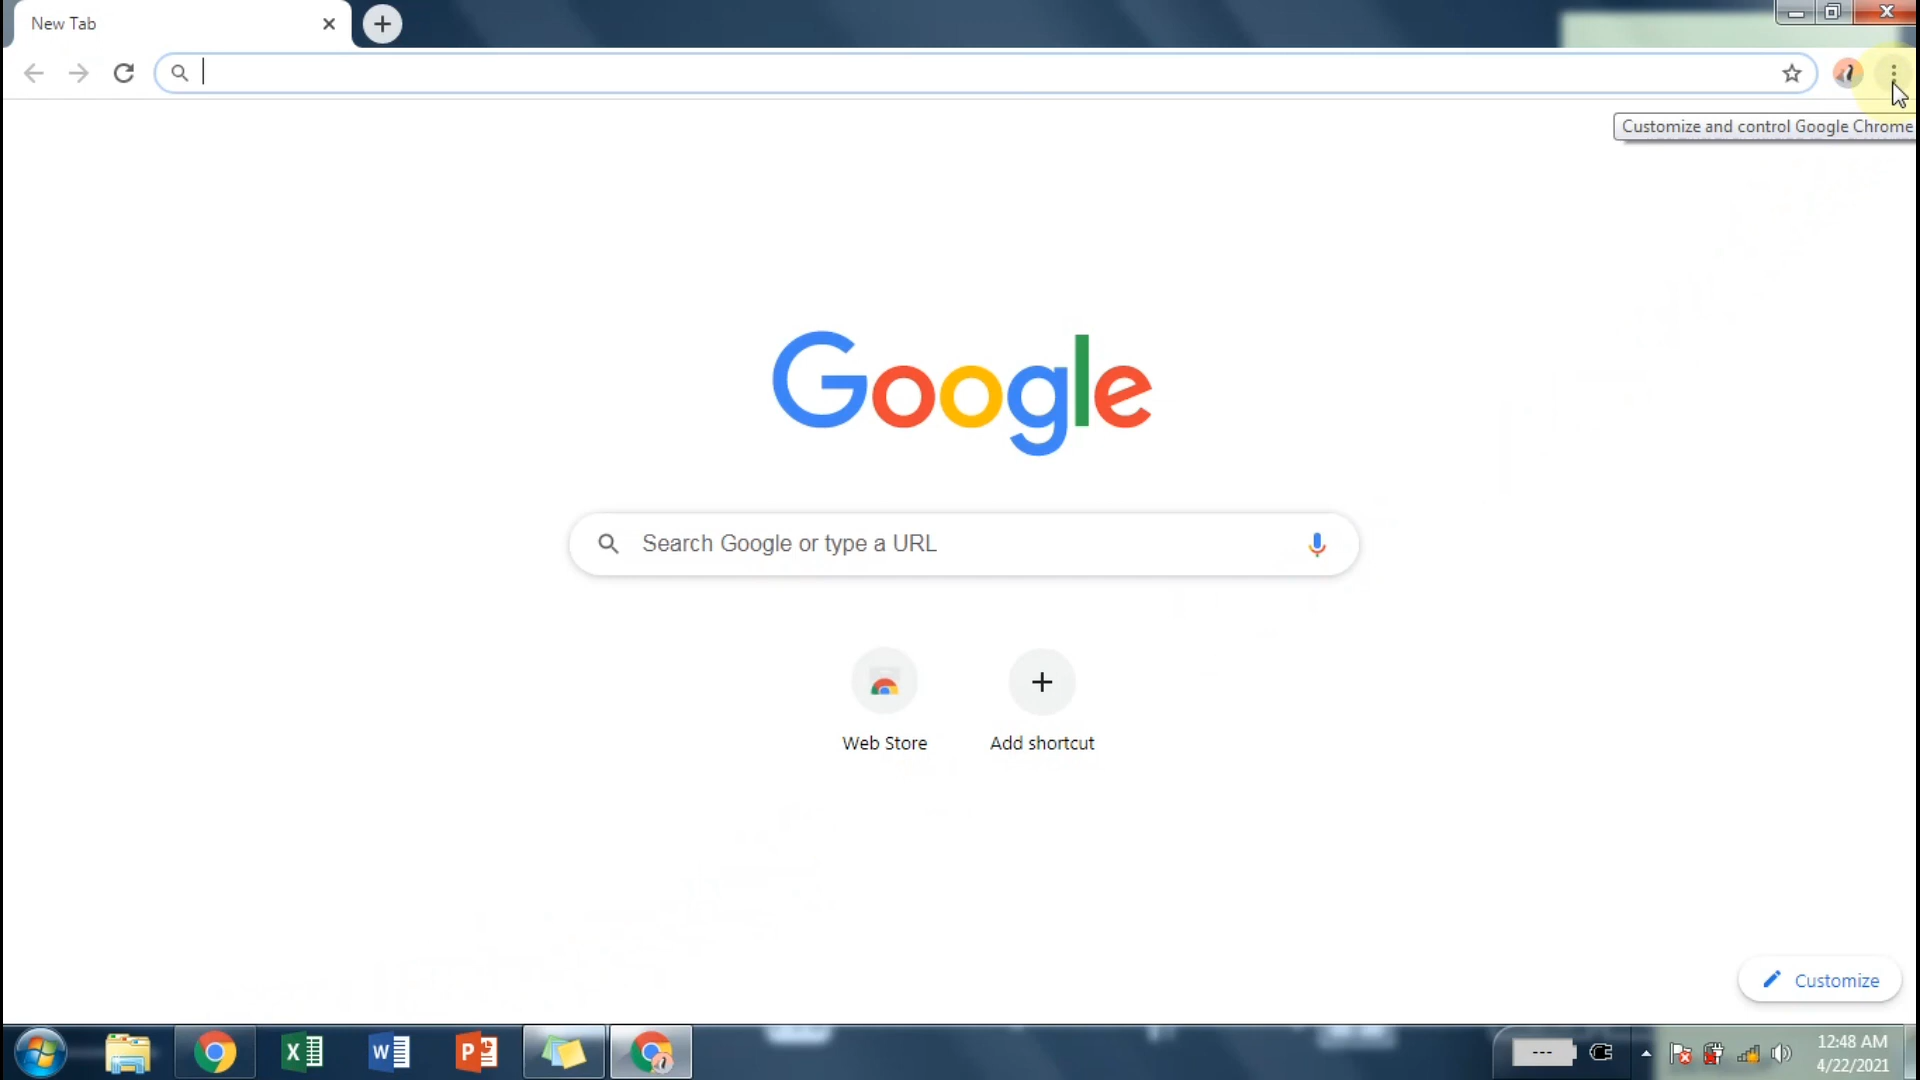 New Tab
Customize and control Google Chrome
Google
Search Google or type a URL
Web Store
Add shortcut
Customize
---
12:48 AM
4/22/2021